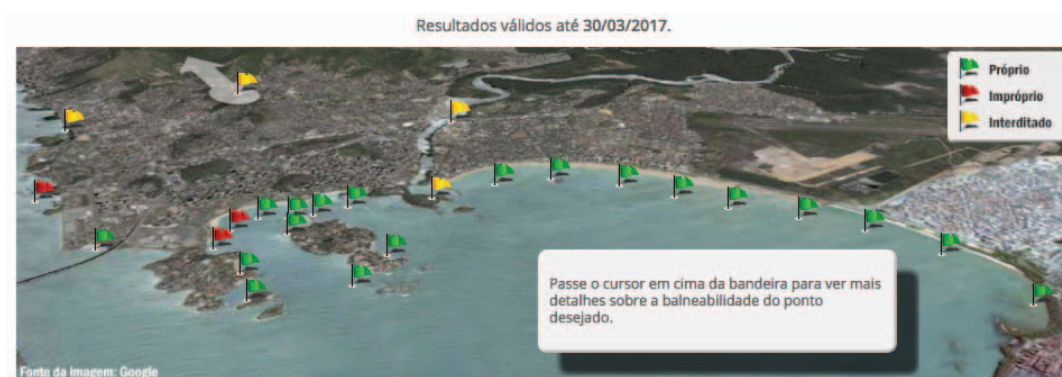 Resultados válidos até 30/03/2017.
Próprio
Impróprio
Interditado
Passe o cursor em cima da bandeira para ver mais
detalhes sobre a balneabilidade do ponto
desejado.
Fonte da imagem: Google